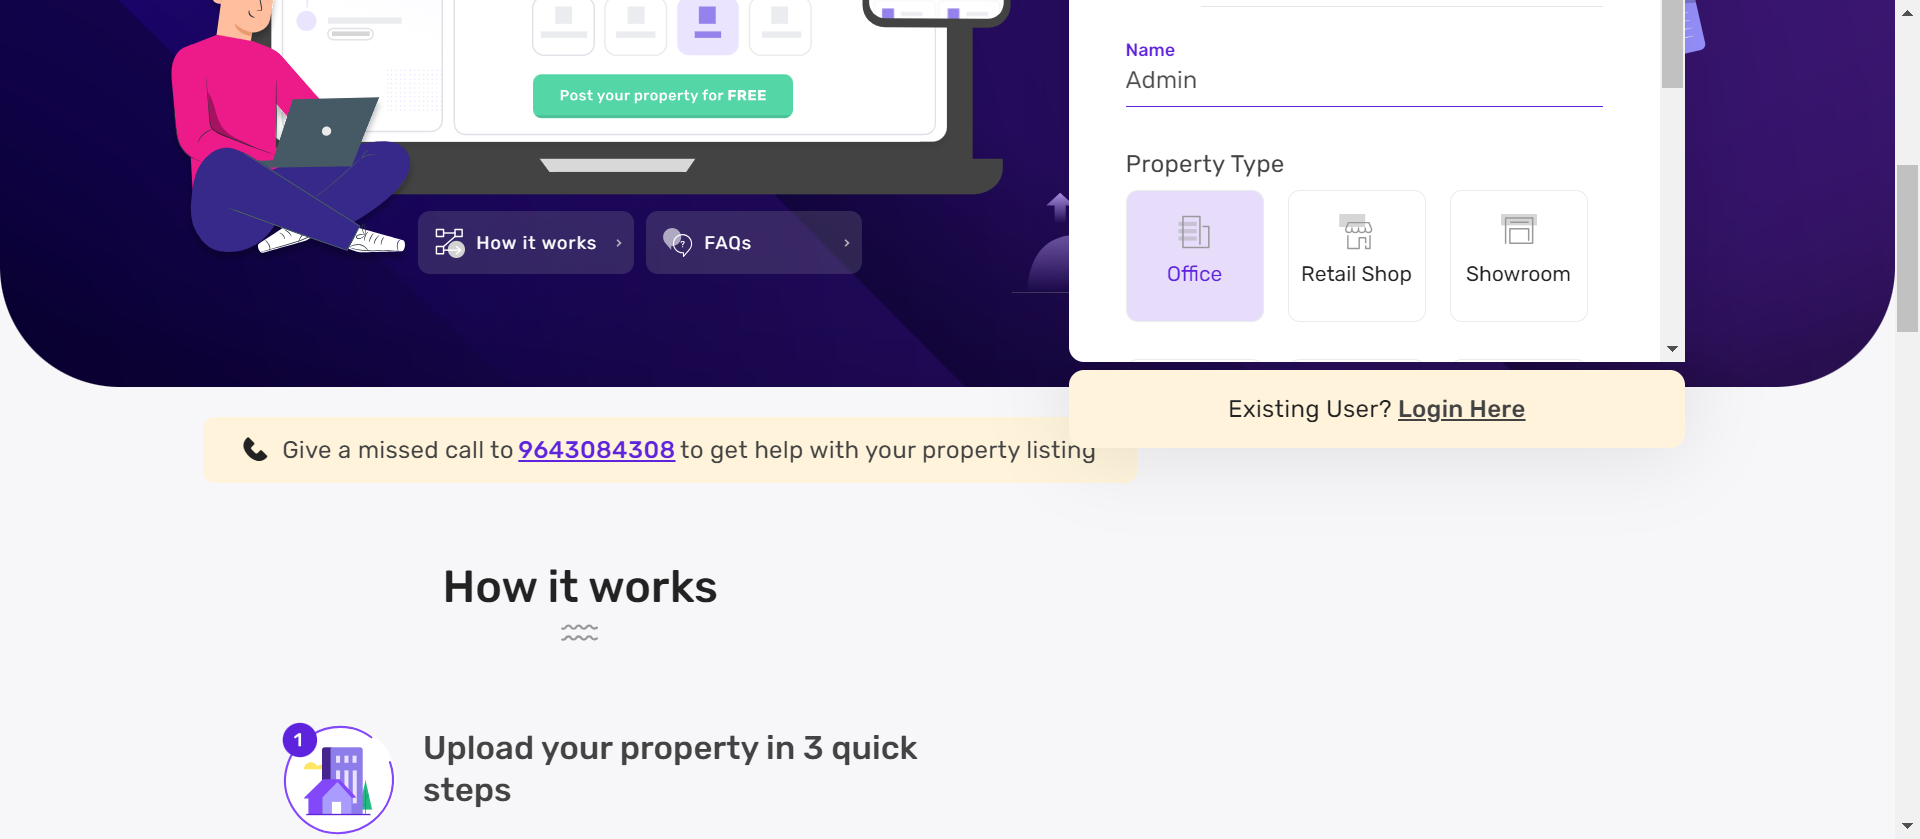 Post your property for FREE
How it works
FAQs
Name
Admin
Property Type
Office
Retail Shop
Showroom
Existing User? Login Here
Give a missed call to 9643084308 to get help with your property listing
How it works
1
Upload your property in 3 quick
steps